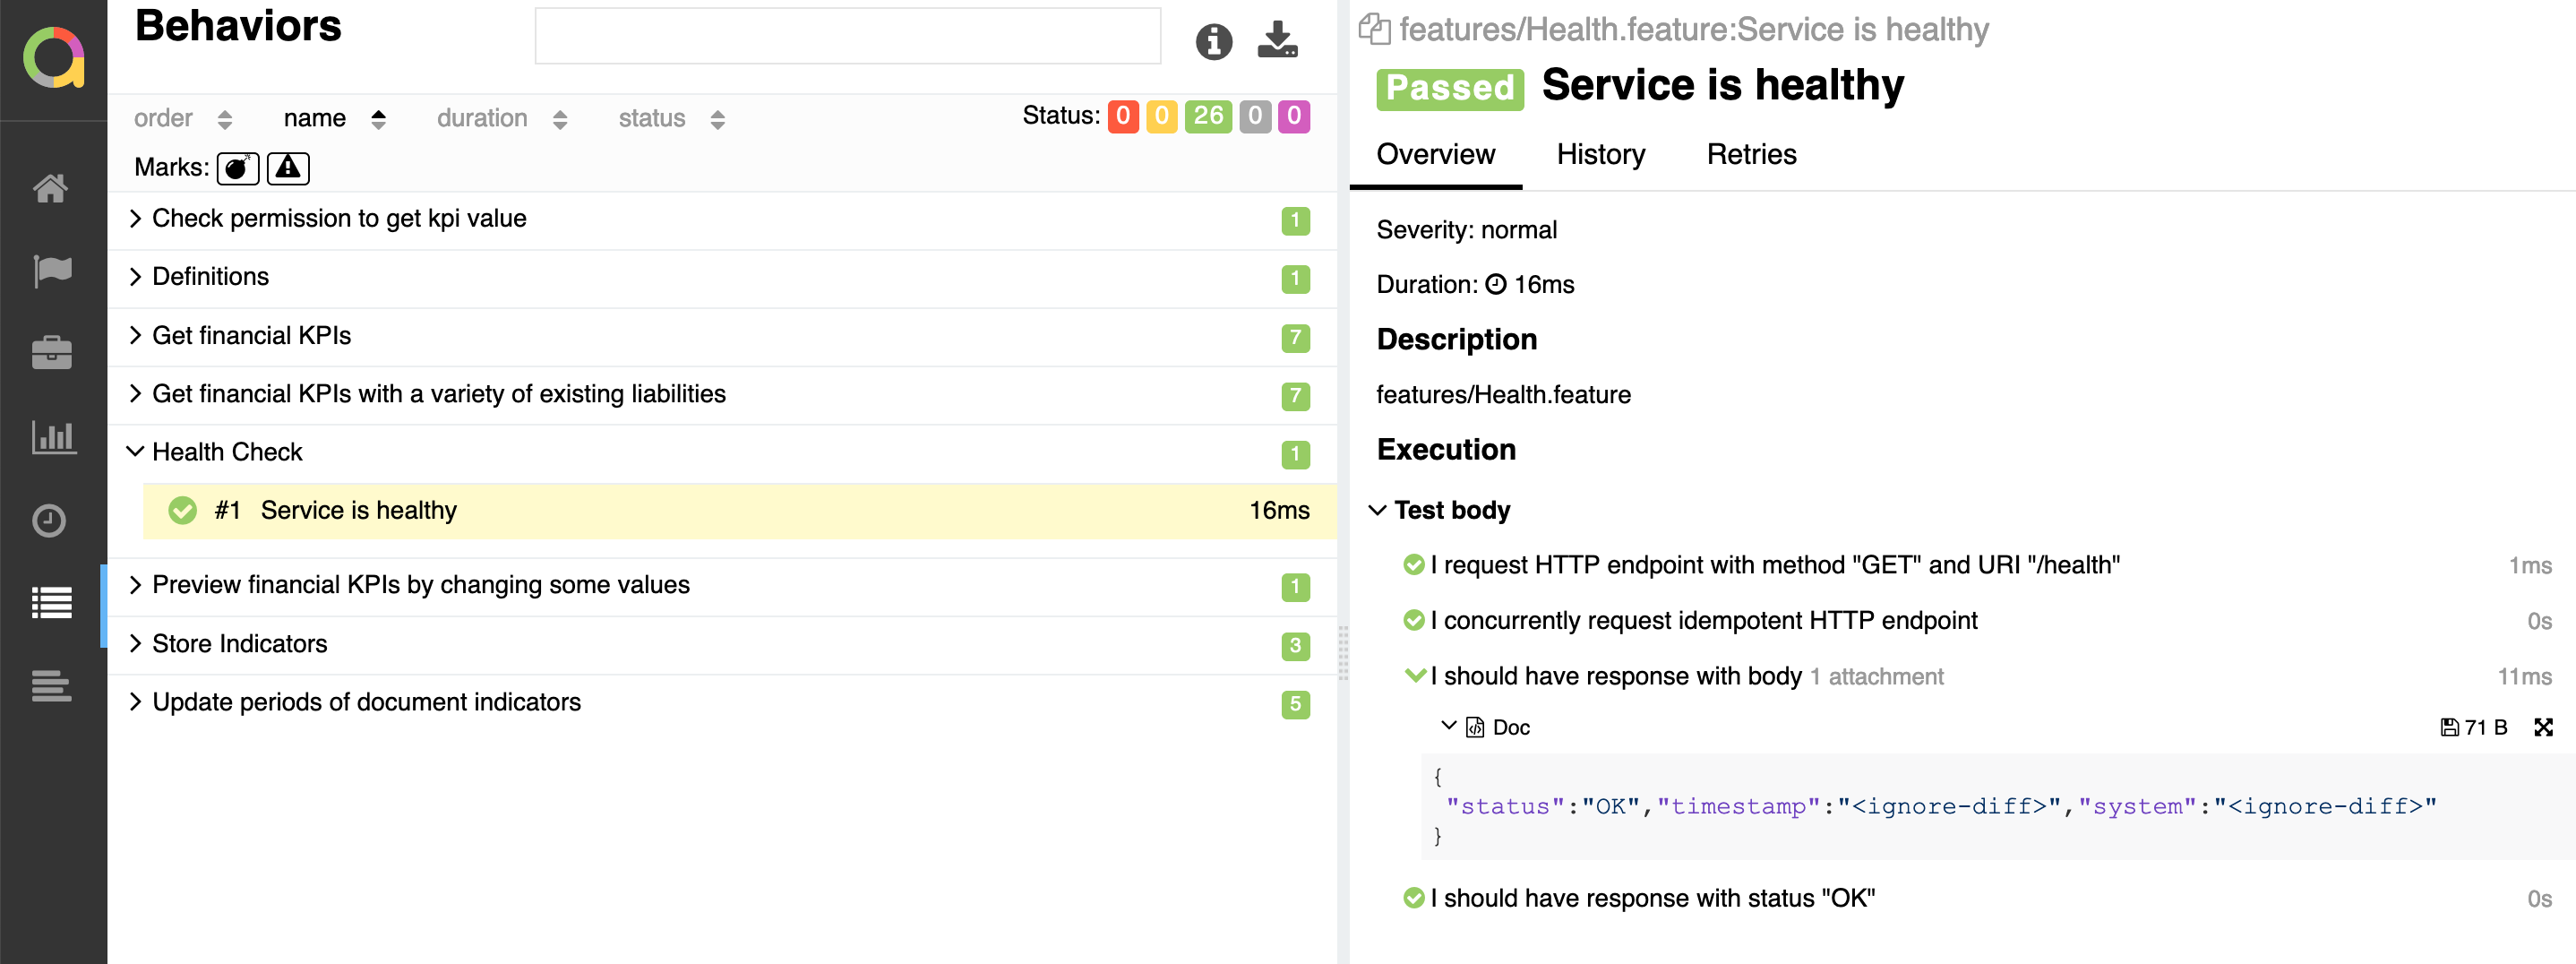 Behaviors
order name duration status Status: 0 0 26 0 0
Marks:
Check permission to get kpi value 1
Definitions 1
Get financial KPIs 7
Get financial KPIs with a variety of existing liabilities 7
Health Check 1
#1 Service is healthy 16ms
Preview financial KPIs by changing some values 1
Store Indicators 3
Update periods of document indicators 5
features/Health.feature:Service is healthy
Passed Service is healthy
Overview History Retries
Severity: normal
Duration: 16ms
Description
features/Health.feature
Execution
Test body
I request HTTP endpoint with method "GET" and URI "/health" 1ms
I concurrently request idempotent HTTP endpoint 0s
I should have response with body 1 attachment 11ms
Doc 71 B
{
"status":"OK","timestamp":"<ignore-diff>","system":"<ignore-diff>"
}
I should have response with status "OK" 0s